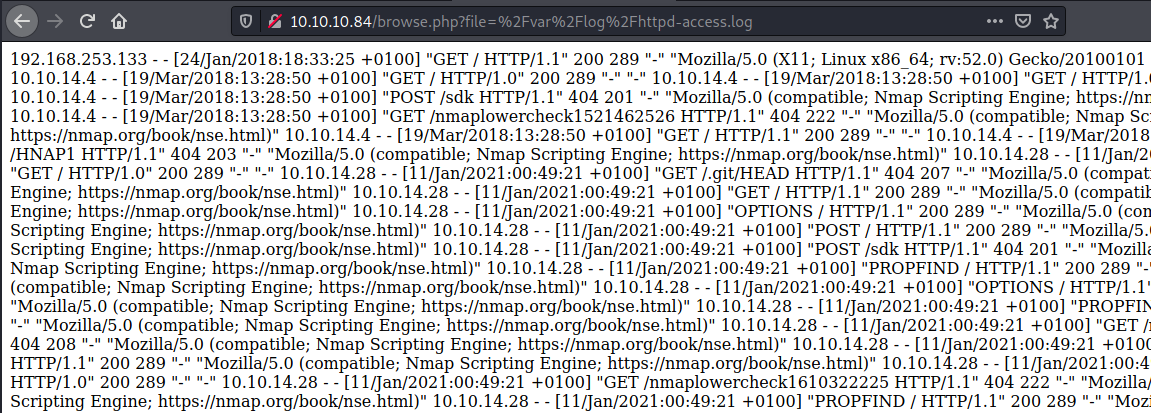 10.10.10.84/browse.php?file=%2Fvar%2Flog%2Fhttpd-access.log
192.168.253.133 - - [24/Jan/2018:18:33:25 +0100] "GET / HTTP/1.1" 200 289 "-" "Mozilla/5.0 (X11; Linux x86_64; rv:52.0) Gecko/20100101
10.10.14.4 - - [19/Mar/2018:13:28:50 +0100] "GET / HTTP/1.0" 200 289 "-" "-" 10.10.14.4 - - [19/Mar/2018:13:28:50 +0100] "GET / HTTP/1.
10.10.14.4 - - [19/Mar/2018:13:28:50 +0100] "POST /sdk HTTP/1.1" 404 201 "-" "Mozilla/5.0 (compatible; Nmap Scripting Engine; https://n
10.10.14.4 - - [19/Mar/2018:13:28:50 +0100] "GET /nmaplowercheck1521462526 HTTP/1.1" 404 222 "-" "Mozilla/5.0 (compatible; Nmap Sc
https://nmap.org/book/nse.html)" 10.10.14.4 - - [19/Mar/2018:13:28:50 +0100] "GET / HTTP/1.1" 200 289 "-" "-" 10.10.14.4 - - [19/Mar/2018
/HNAP1 HTTP/1.1" 404 203 "-" "Mozilla/5.0 (compatible; Nmap Scripting Engine; https://nmap.org/book/nse.html)" 10.10.14.28 - - [11/Jan/2
"GET / HTTP/1.0" 200 289 "-" "-" 10.10.14.28 - - [11/Jan/2021:00:49:21 +0100] "GET /.git/HEAD HTTP/1.1" 404 207 "-" "Mozilla/5.0 (compati
Engine; https://nmap.org/book/nse.html)" 10.10.14.28 - - [11/Jan/2021:00:49:21 +0100] "GET / HTTP/1.1" 200 289 "-" "Mozilla/5.0 (compatib
Engine; https://nmap.org/book/nse.html)" 10.10.14.28 - - [11/Jan/2021:00:49:21 +0100] "OPTIONS / HTTP/1.1" 200 289 "-" "Mozilla/5.0 (com
Scripting Engine; https://nmap.org/book/nse.html)" 10.10.14.28 - - [11/Jan/2021:00:49:21 +0100] "POST / HTTP/1.1" 200 289 "-" "Mozilla/5.
Scripting Engine; https://nmap.org/book/nse.html)" 10.10.14.28 - - [11/Jan/2021:00:49:21 +0100] "POST /sdk HTTP/1.1" 404 201 "-" "Mozilla
Nmap Scripting Engine; https://nmap.org/book/nse.html)" 10.10.14.28 - - [11/Jan/2021:00:49:21 +0100] "PROPFIND / HTTP/1.1" 200 289 "-
(compatible; Nmap Scripting Engine; https://nmap.org/book/nse.html)" 10.10.14.28 - - [11/Jan/2021:00:49:21 +0100] "OPTIONS / HTTP/1.1"
"Mozilla/5.0 (compatible; Nmap Scripting Engine; https://nmap.org/book/nse.html)" 10.10.14.28 - - [11/Jan/2021:00:49:21 +0100] "PROPFIN
"-" "Mozilla/5.0 (compatible; Nmap Scripting Engine; https://nmap.org/book/nse.html)" 10.10.14.28 - - [11/Jan/2021:00:49:21 +0100] "GET /
404 208 "-" "Mozilla/5.0 (compatible; Nmap Scripting Engine; https://nmap.org/book/nse.html)" 10.10.14.28 - - [11/Jan/2021:00:49:21 +0100
HTTP/1.1" 200 289 "-" "Mozilla/5.0 (compatible; Nmap Scripting Engine; https://nmap.org/book/nse.html)" 10.10.14.28 - - [11/Jan/2021:00:4
HTTP/1.0" 200 289 "-" "-" 10.10.14.28 - - [11/Jan/2021:00:49:21 +0100] "GET /nmaplowercheck1610322225 HTTP/1.1" 404 222 "-" "Mozilla/
Scripting Engine; https://nmap.org/book/nse.html)" 10.10.14.28 - - [11/Jan/2021:00:49:21 +0100] "PROPFIND / HTTP/1.1" 200 289 "-" "Mozi